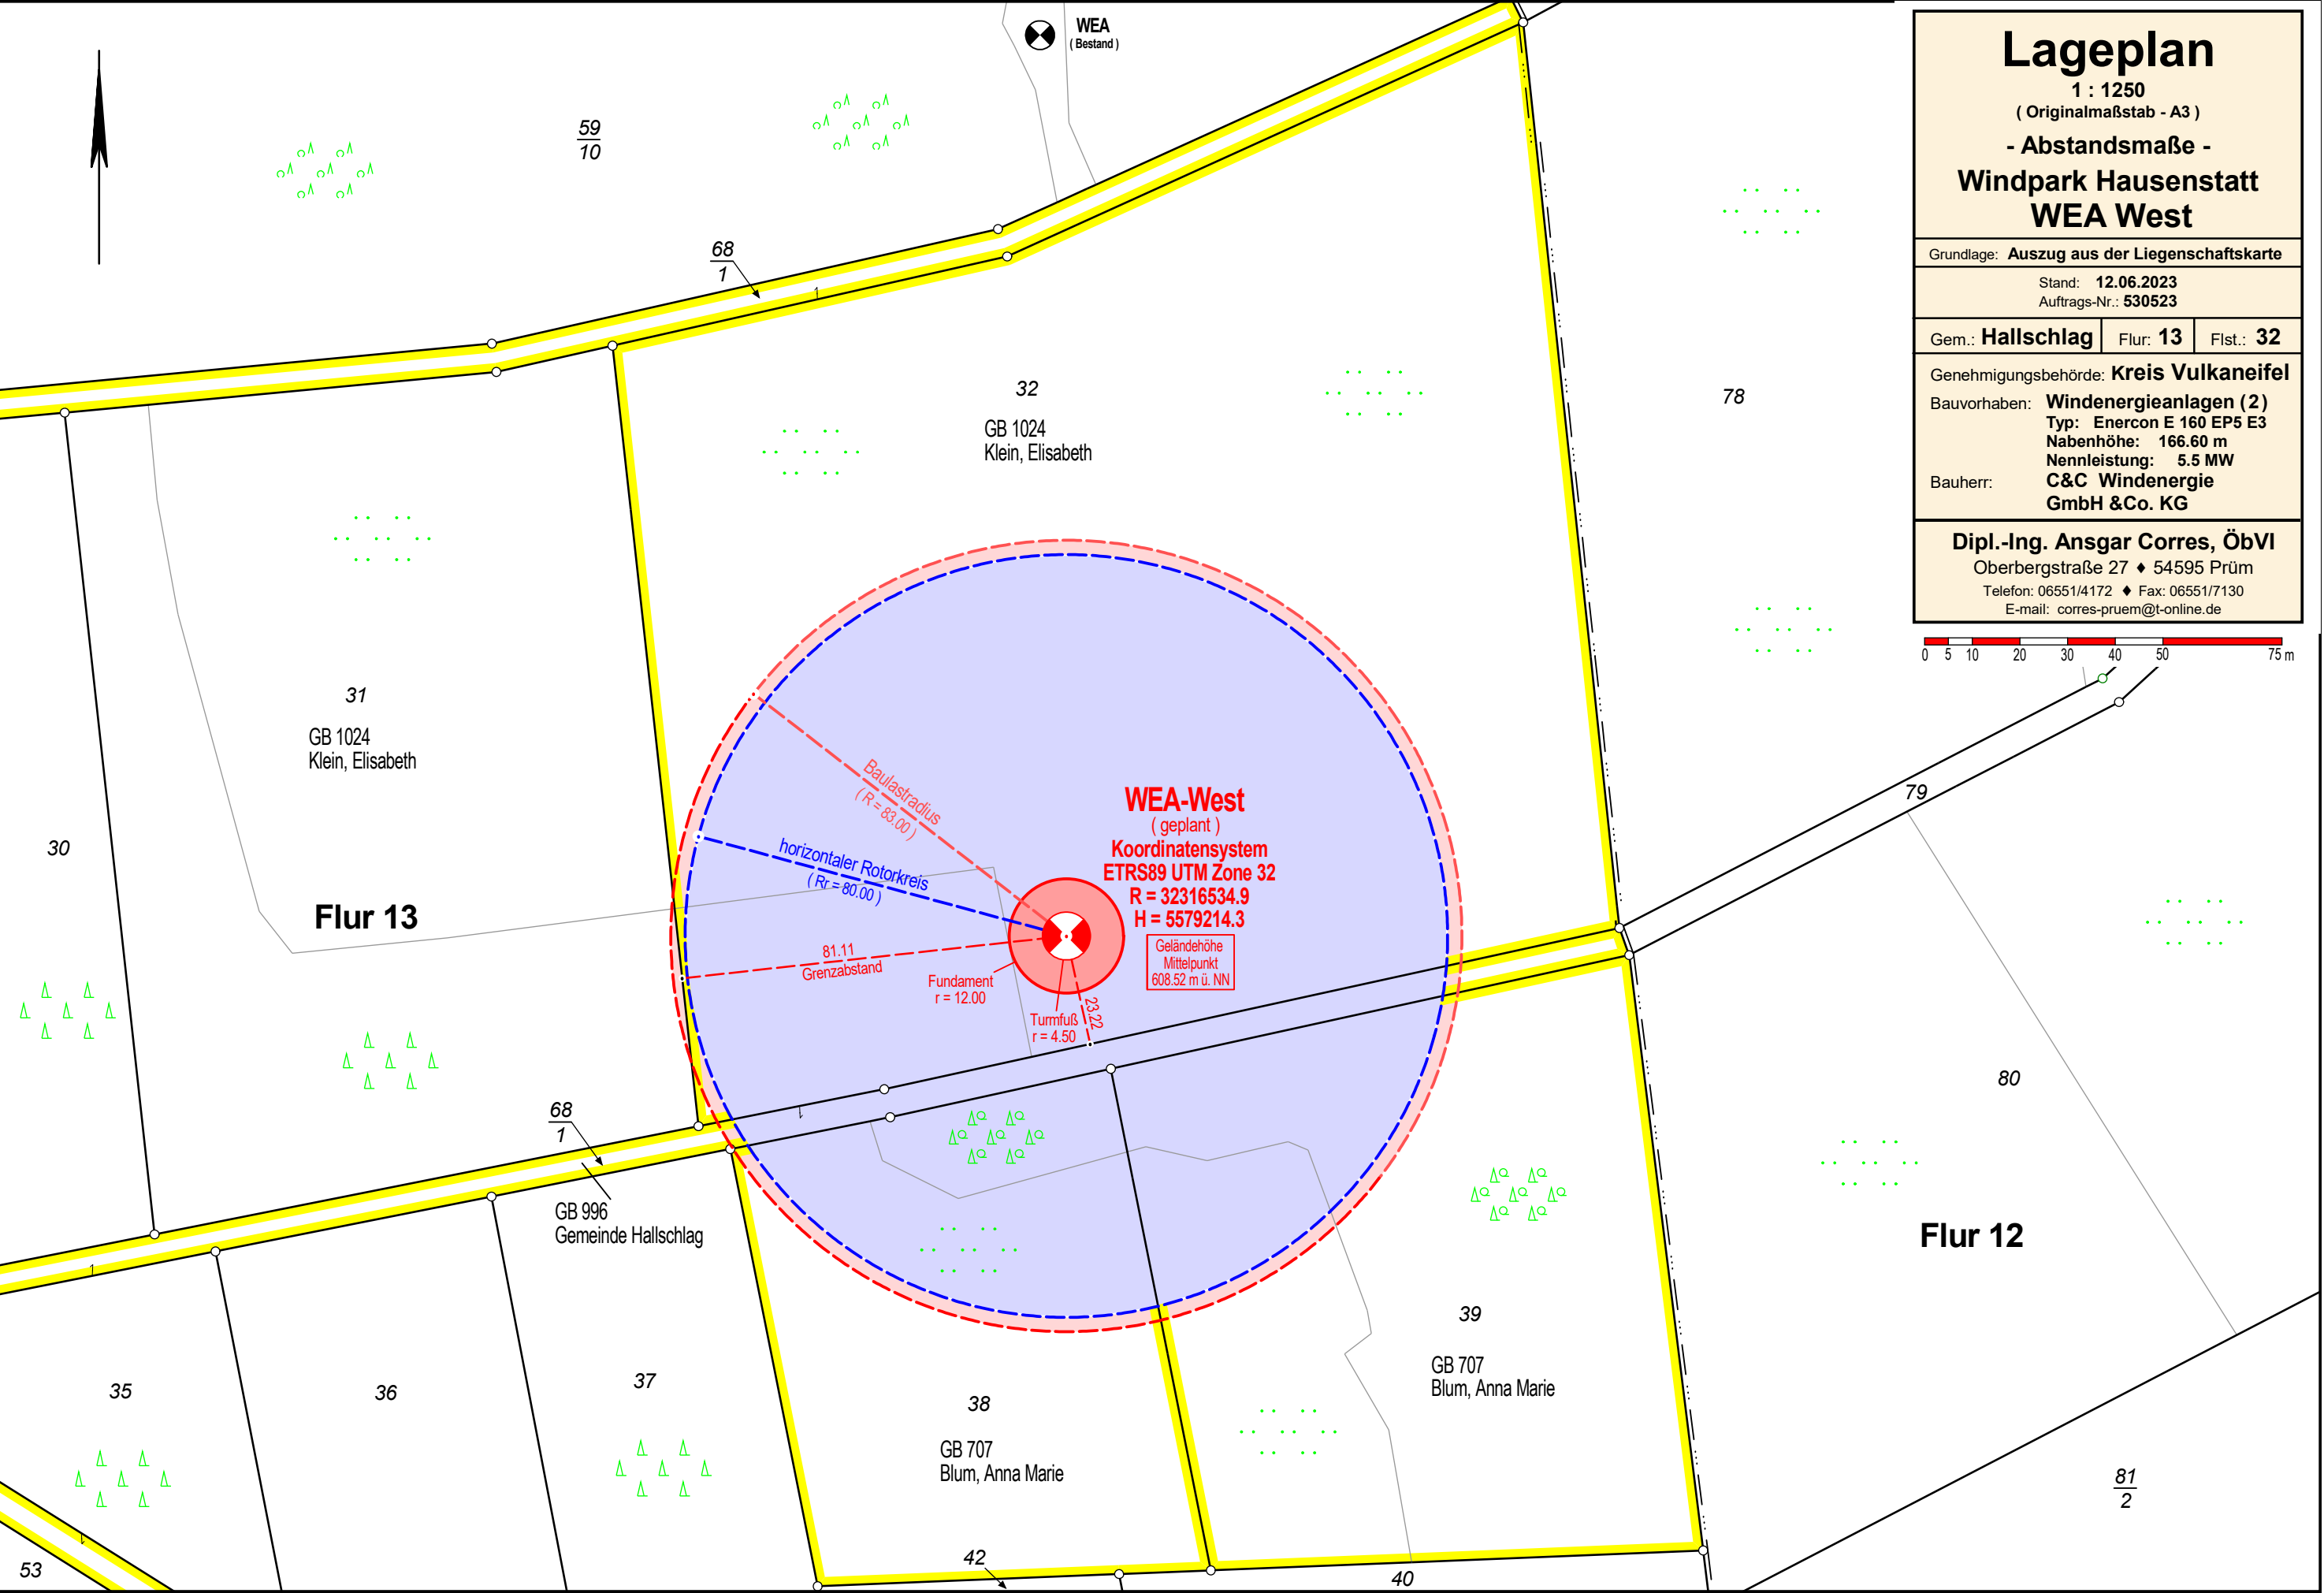 WEA
( Bestand )
59
10
68
1
32
GB 1024
Klein, Elisabeth
78
31
GB 1024
Klein, Elisabeth
30
Flur 13
Baulastradius
( R = 83.00 )
horizontaler Rotorkreis
( Rr = 80.00 )
81.11
Grenzabstand
Fundament
r = 12.00
Turmfuß
r = 4.50
23.22
WEA-West
( geplant )
Koordinatensystem
ETRS89 UTM Zone 32
R = 32316534.9
H = 5579214.3
Geländehöhe
Mittelpunkt
608.52 m ü. NN
79
80
Flur 12
68
1
GB 996
Gemeinde Hallschlag
35
36
37
38
GB 707
Blum, Anna Marie
39
GB 707
Blum, Anna Marie
81
2
53
42
40
Lageplan
1 : 1250
( Originalmaßstab - A3 )
- Abstandsmaße -
Windpark Hausenstatt
WEA West
Grundlage: Auszug aus der Liegenschaftskarte
Stand: 12.06.2023
Auftrags-Nr.: 530523
Gem.: Hallschlag Flur: 13 Flst.: 32
Genehmigungsbehörde: Kreis Vulkaneifel
Bauvorhaben: Windenergieanlagen ( 2 )
Typ: Enercon E 160 EP5 E3
Nabenhöhe: 166.60 m
Nennleistung: 5.5 MW
Bauherr: C&C Windenergie
GmbH &Co. KG
Dipl.-Ing. Ansgar Corres, ÖbVI
Oberbergstraße 27 ♦ 54595 Prüm
Telefon: 06551/4172 ♦ Fax: 06551/7130
E-mail: corres-pruem@t-online.de
0 5 10 20 30 40 50 75 m